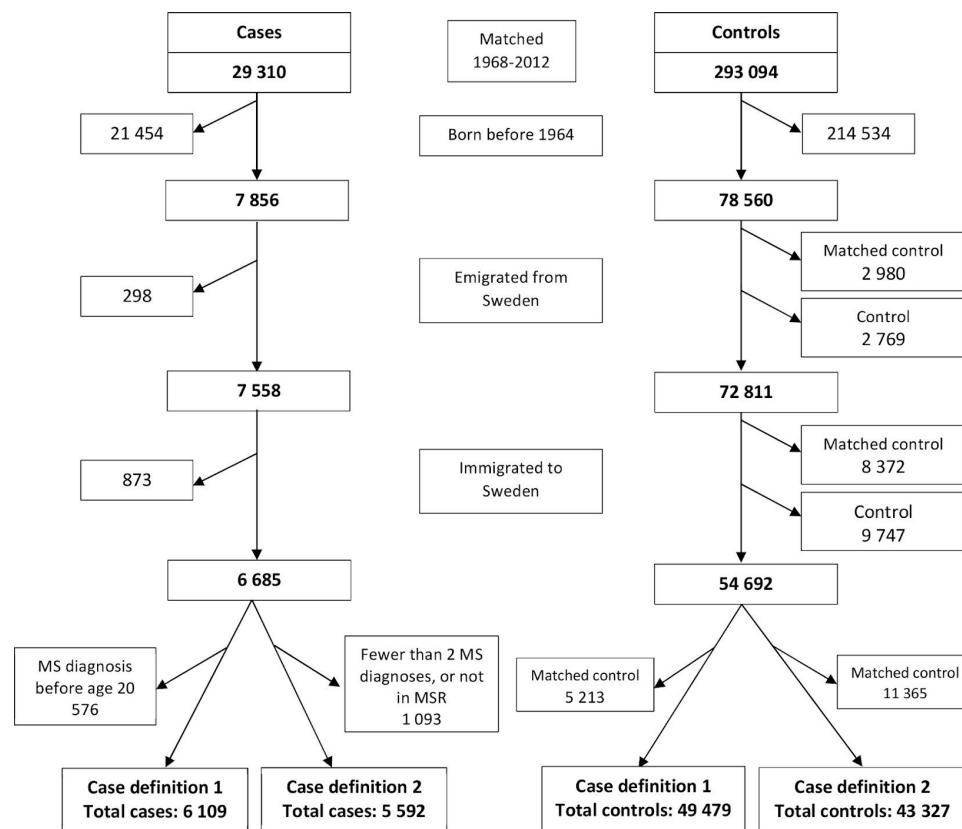 Cases
29 310
Matched
1968-2012
Controls
293 094
21 454
Born before 1964
214 534
7 856
78 560
298
Emigrated from
Sweden
Matched control
2 980
Control
2 769
7 558
72 811
873
Immigrated to
Sweden
Matched control
8 372
Control
9 747
6 685
54 692
MS diagnosis
before age 20
576
Fewer than 2 MS
diagnoses, or not
in MSR
1 093
Matched control
5 213
Matched control
11 365
Case definition 1
Total cases: 6 109
Case definition 2
Total cases: 5 592
Case definition 1
Total controls: 49 479
Case definition 2
Total controls: 43 327